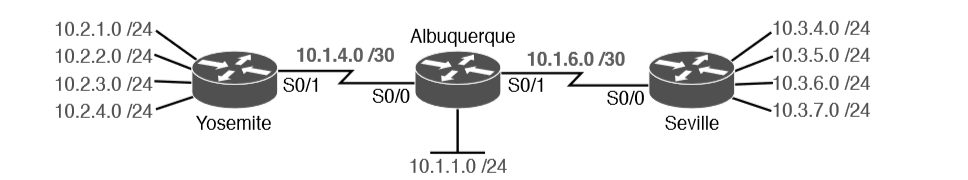 10.2.1.0 /24
10.2.2.0 /24
10.2.3.0 /24
10.2.4.0 /24
Yosemite
S0/1
10.1.4.0 /30
S0/0
Albuquerque
10.1.1.0 /24
S0/1
10.1.6.0 /30
S0/0
Seville
10.3.4.0 /24
10.3.5.0 /24
10.3.6.0 /24
10.3.7.0 /24